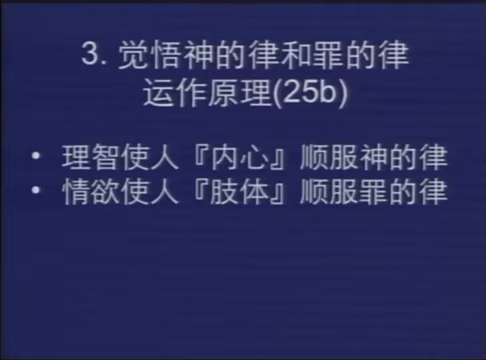 3. 觉悟神的律和罪的律
运作原理(25b)
• 理智使人『内心』顺服神的律
• 情欲使人『肢体』顺服罪的律